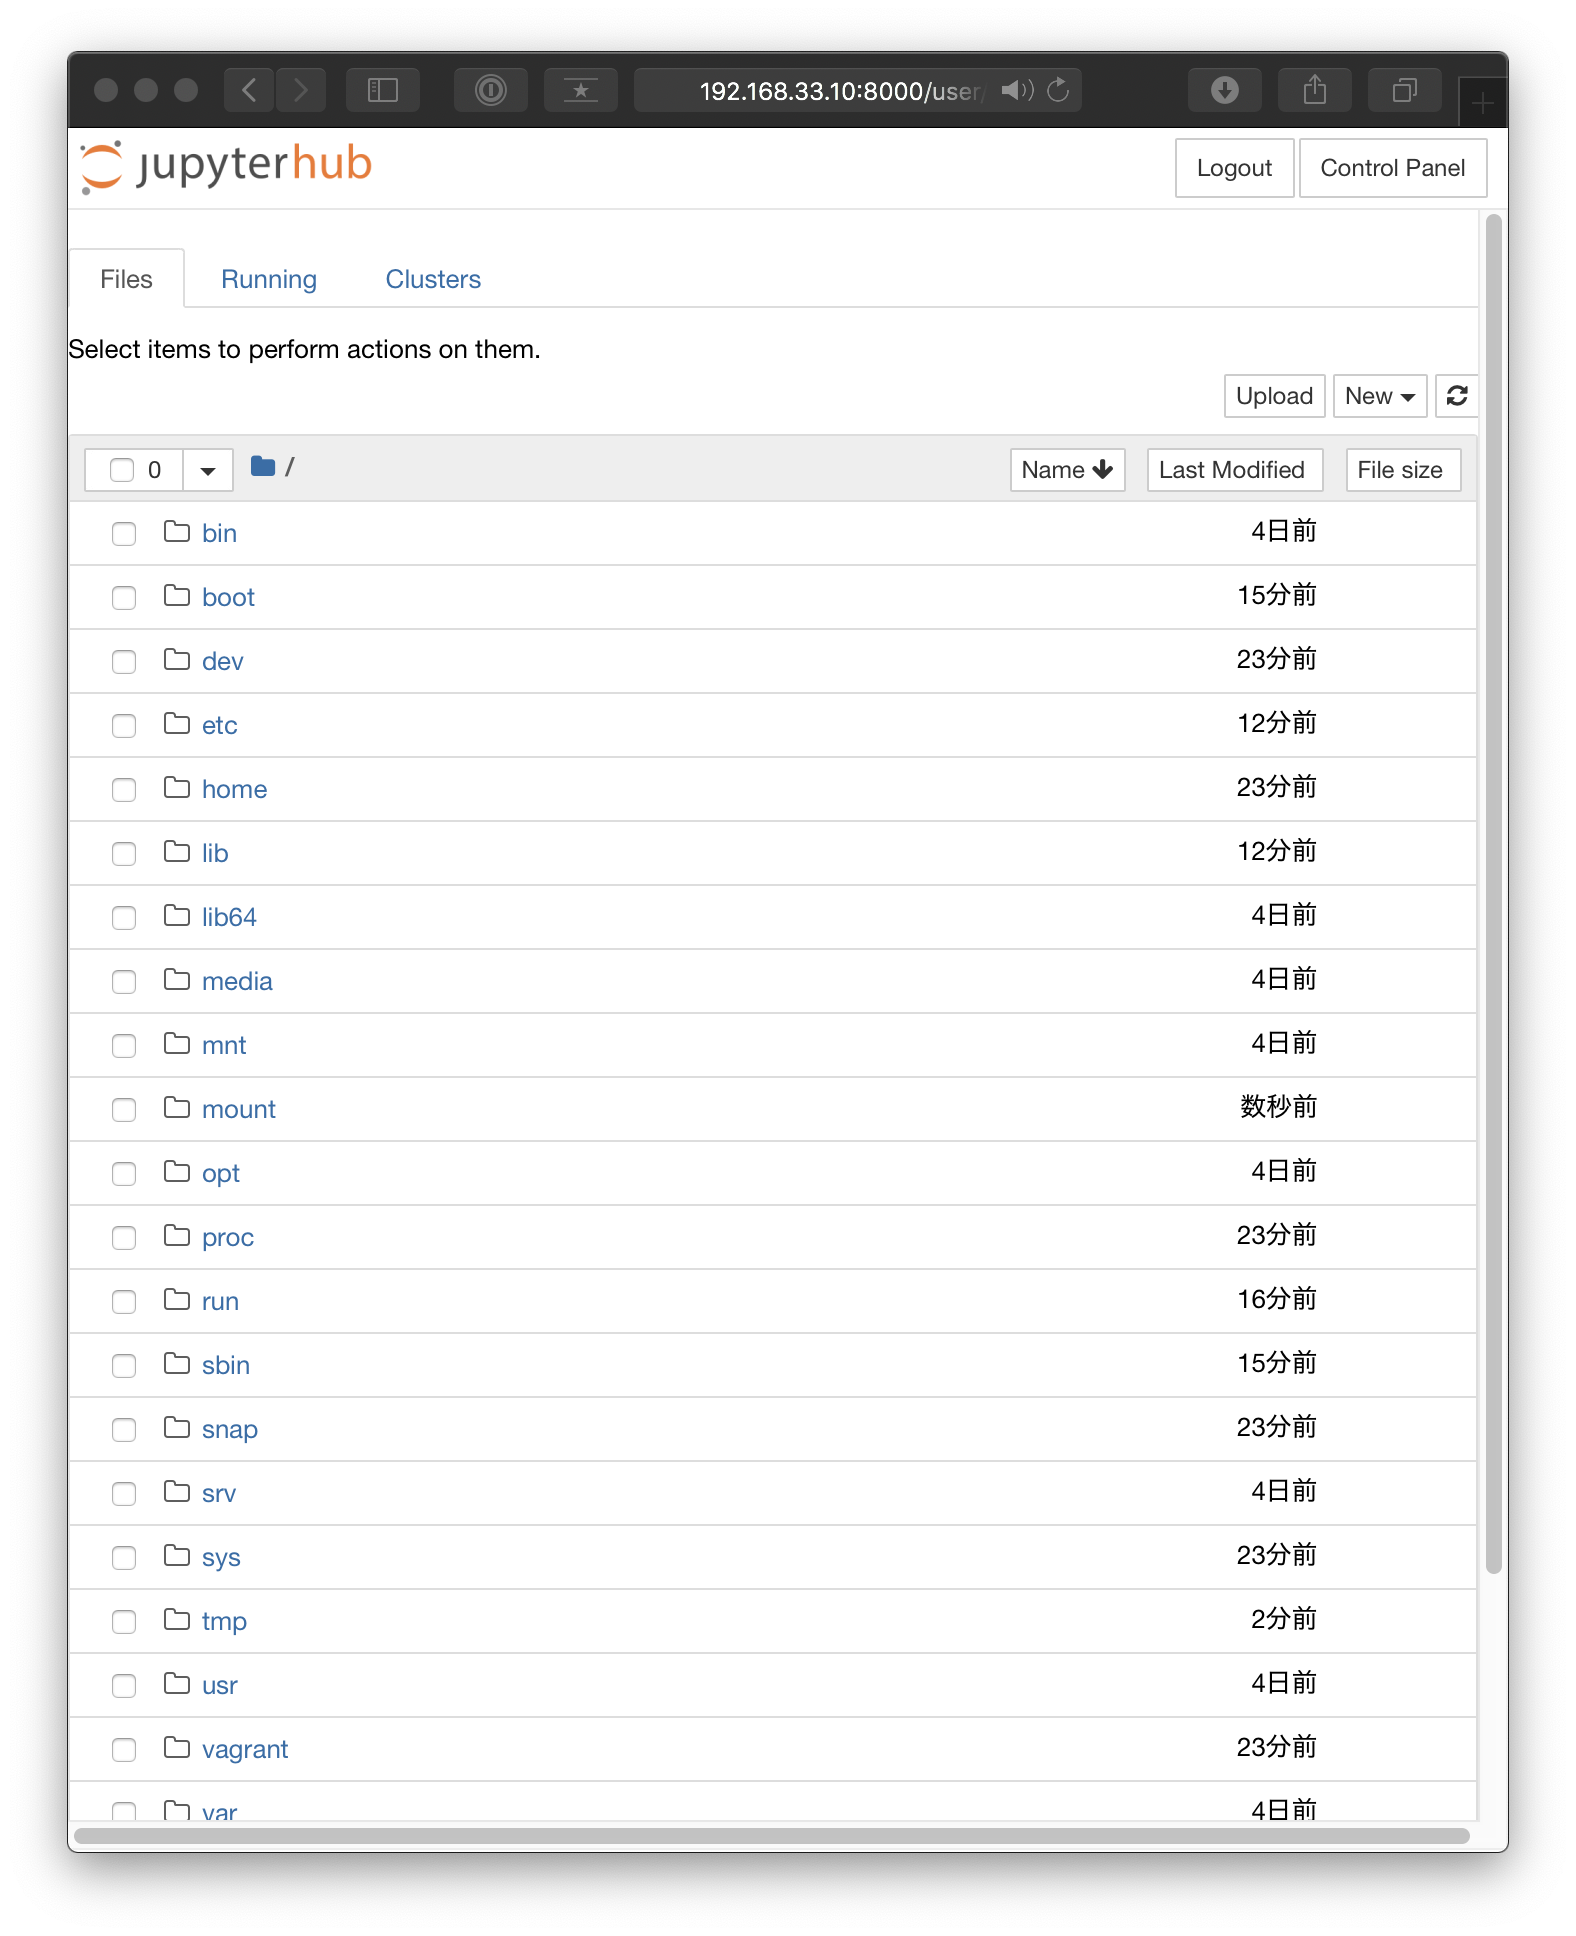 192.168.33.10:8000/user/
jupyterhub
Logout
Control Panel
Files
Running
Clusters
Select items to perform actions on them.
Upload
New
0
/
Name
Last Modified
File size
bin 4日前
boot 15分前
dev 23分前
etc 12分前
home 23分前
lib 12分前
lib64 4日前
media 4日前
mnt 4日前
mount 数秒前
opt 4日前
proc 23分前
run 16分前
sbin 15分前
snap 23分前
srv 4日前
sys 23分前
tmp 2分前
usr 4日前
vagrant 23分前
var 4日前